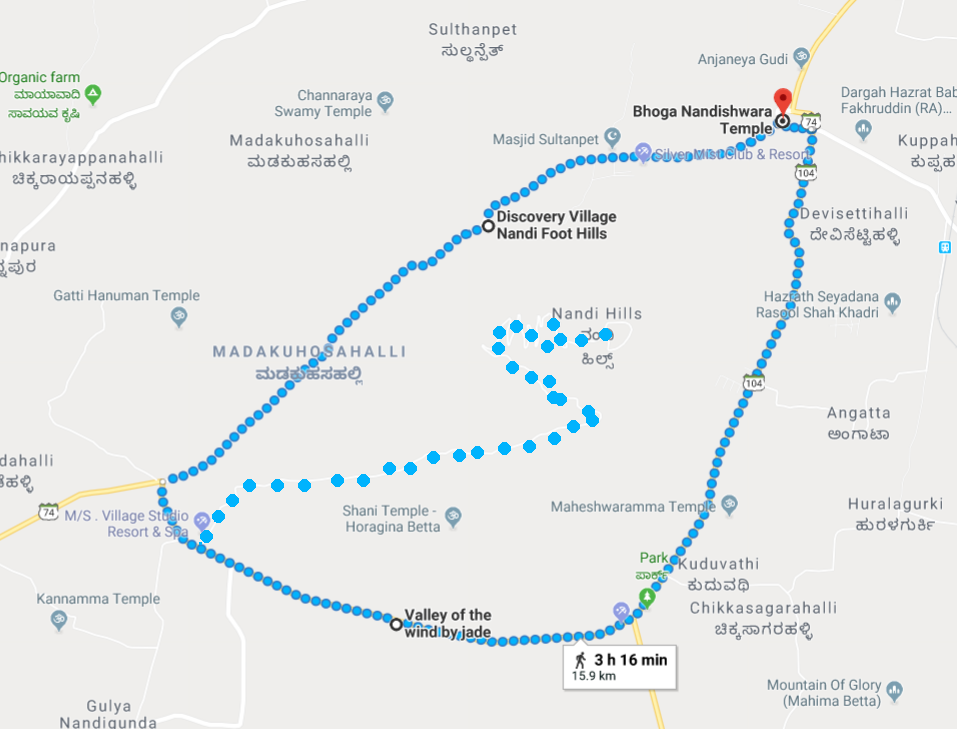 Sulthanpet
ಸುಲ್ಥನ್ಪೆತ್
Anjaneya Gudi
Organic farm
ಮಾಯಾವಾದಿ
ಸಾವಯವ ಕೃಷಿ
Channaraya
Swamy Temple
Bhoga Nandishwara
Temple
74
Dargah Hazrat Bab
Fakhruddin (RA)...
Madakuhosahalli
ಮಡಕುಹಸಹಳ್ಳಿ
Masjid Sultanpet
Silver Mist Club & Resort
Kuppah
ಕುಪ್ಪಹ
hikkarayappanahalli
ಚಿಕ್ಕರಾಯಪ್ಪನಹಳ್ಳಿ
104
Discovery Village
Nandi Foot Hills
Devisettihalli
ದೇವಿಸೆಟ್ಟಿಹಳ್ಳಿ
napura
ನ್ನಪುರ
Gatti Hanuman Temple
Nandi Hills
ನಂದಿ
ಹಿಲ್ಸ್
Hazrath Seyadana
Rasool Shah Khadri
MADAKUHOSAHALLI
ಮಡಕುಹಸಹಳ್ಳಿ
104
Angatta
ಅಂಗಾಟಾ
dahalli
74
M/S . Village Studio
Resort & Spa
Shani Temple -
Horagina Betta
Maheshwaramma Temple
Huralagurki
ಹುರಳಗುರ್ಕಿ
Park
ಪಾರ್ಕ್
Kuduvathi
ಕುದುವಥಿ
Kannamma Temple
Valley of the
wind by jade
Chikkasagarahalli
ಚಿಕ್ಕಸಾಗರಹಳ್ಳಿ
3 h 16 min
15.9 km
Mountain Of Glory
(Mahima Betta)
Gulya
Nandigunda